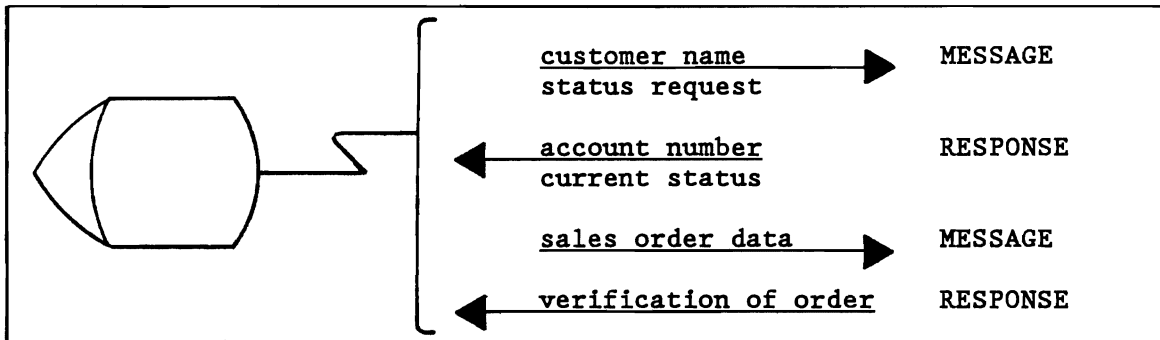 customer name MESSAGE
status request
account number RESPONSE
current status
sales order data MESSAGE
verification of order RESPONSE